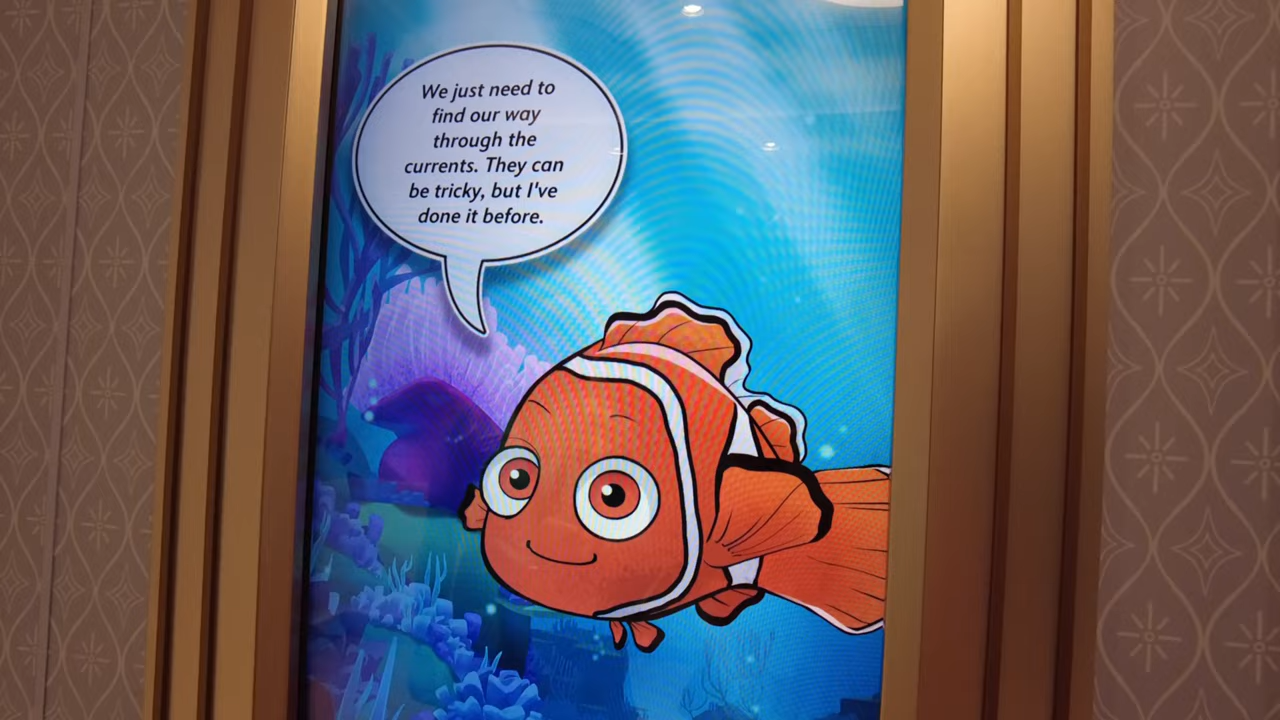 We just need to
find our way
through the
currents. They can
be tricky, but I've
done it before.